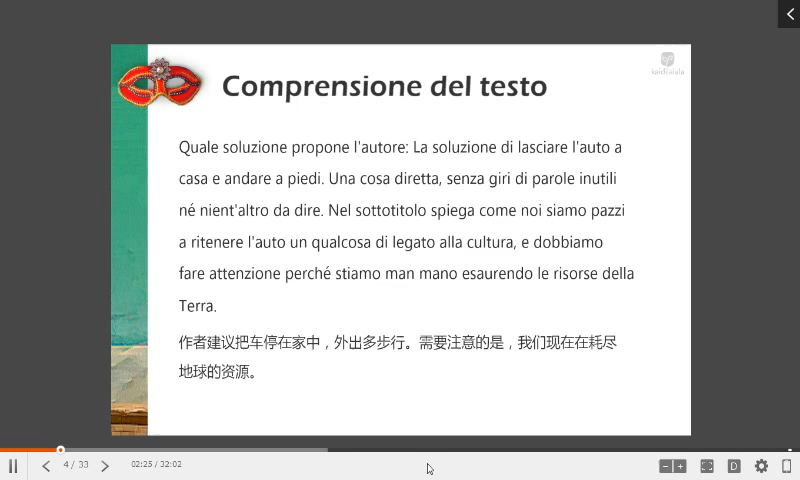 Comprensione del testo
Quale soluzione propone l'autore: La soluzione di lasciare l'auto a
casa e andare a piedi. Una cosa diretta, senza giri di parole inutili
né nient'altro da dire. Nel sottotitolo spiega come noi siamo pazzi
a ritenere l'auto un qualcosa di legato alla cultura, e dobbiamo
fare attenzione perché stiamo man mano esaurendo le risorse della
Terra.
作者建议把车停在家中，外出多步行。需要注意的是，我们现在在耗尽
地球的资源。
4 / 33
02:25 / 32:02
D